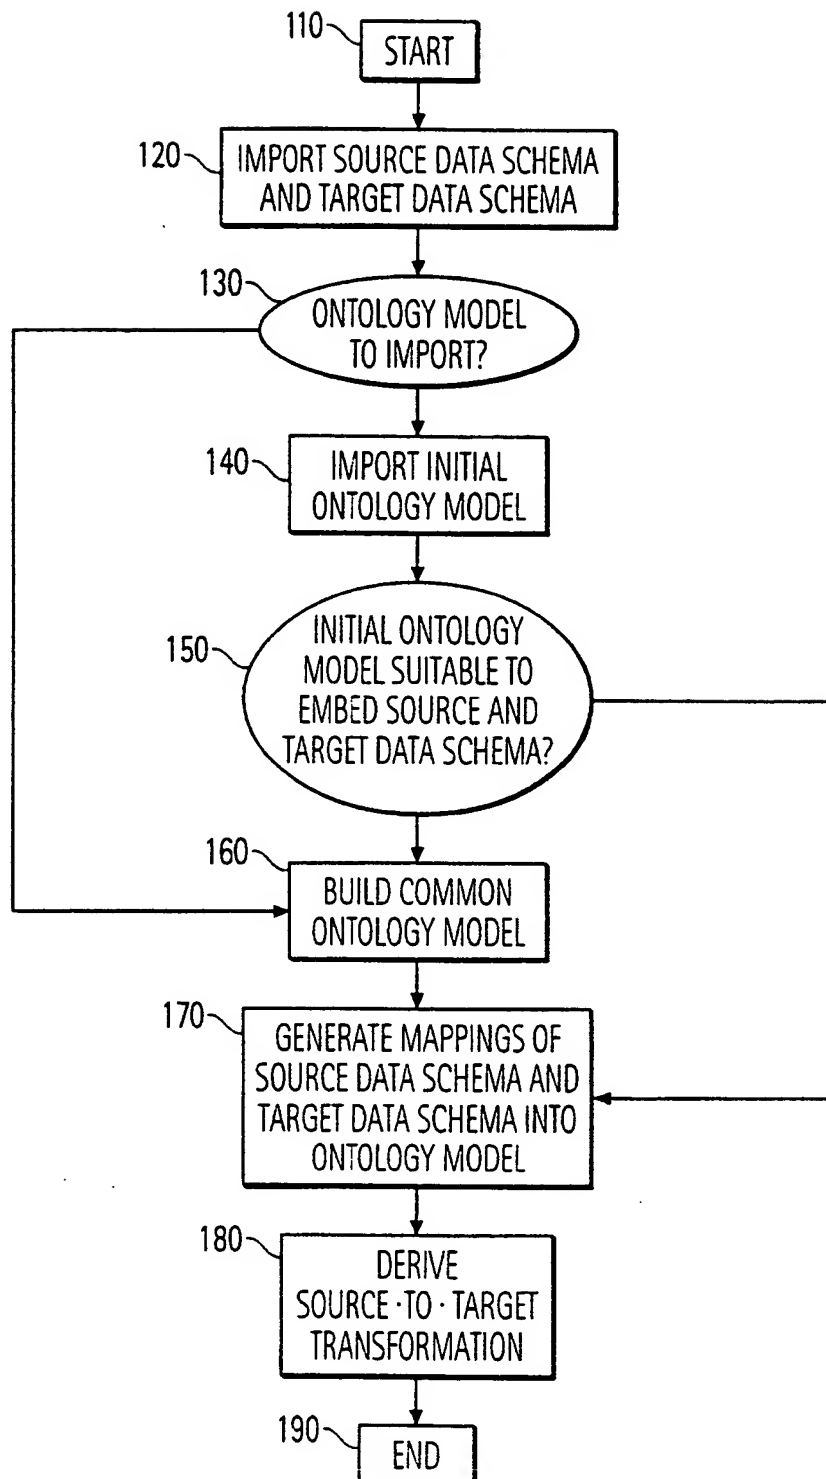 110
START
120
IMPORT SOURCE DATA SCHEMA
AND TARGET DATA SCHEMA
130
ONTOLOGY MODEL
TO IMPORT?
140
IMPORT INITIAL
ONTOLOGY MODEL
150
INITIAL ONTOLOGY
MODEL SUITABLE TO
EMBED SOURCE AND
TARGET DATA SCHEMA?
160
BUILD COMMON
ONTOLOGY MODEL
170
GENERATE MAPPINGS OF
SOURCE DATA SCHEMA AND
TARGET DATA SCHEMA INTO
ONTOLOGY MODEL
180
DERIVE
SOURCE·TO·TARGET
TRANSFORMATION
190
END